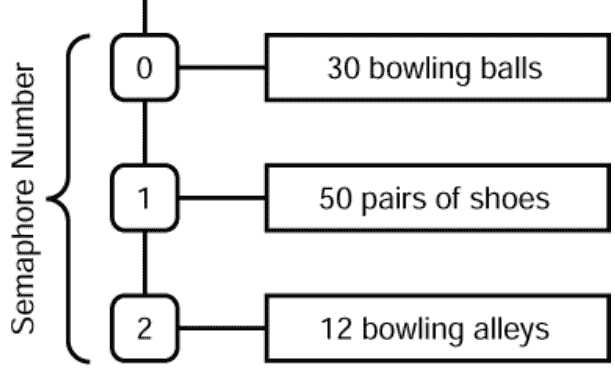 Semaphore Number
0
30 bowling balls
1
50 pairs of shoes
2
12 bowling alleys